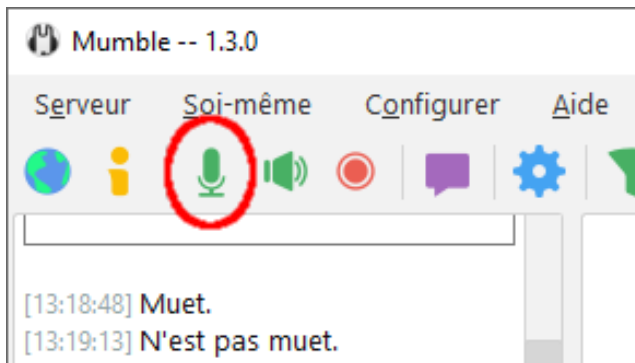 Mumble -- 1.3.0
Serveur Soi-même Configurer Aide
[13:18:48] Muet.
[13:19:13] N'est pas muet.